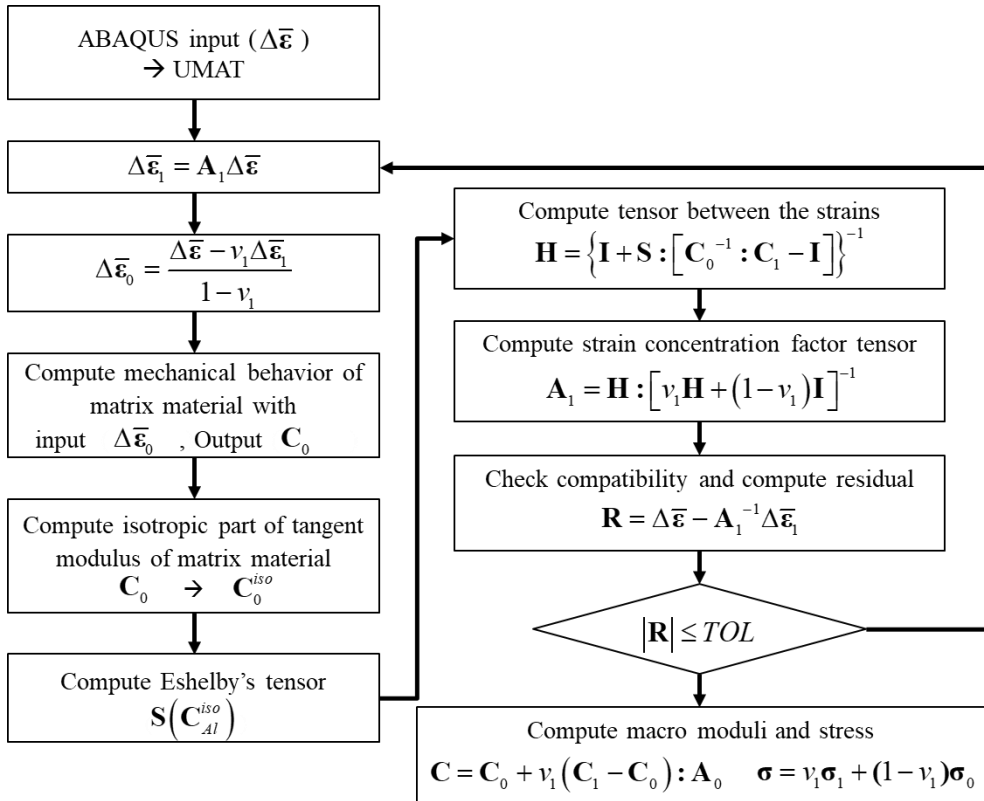 ABAQUS input (Δε̅ )
→ UMAT
Δε̅₁ = A₁Δε̅
Δε̅₀ = (Δε̅ − v₁Δε̅₁) / (1 − v₁)
Compute mechanical behavior of
matrix material with
input Δε̅₀ , Output C₀
Compute isotropic part of tangent
modulus of matrix material
C₀ → C₀^iso
Compute Eshelby’s tensor
S(C_Al^iso)
Compute tensor between the strains
H = {I + S : [C₀⁻¹ : C₁ − I]}⁻¹
Compute strain concentration factor tensor
A₁ = H : [v₁H + (1 − v₁)I]⁻¹
Check compatibility and compute residual
R = Δε̅ − A₁⁻¹Δε̅₁
|R| ≤ TOL
Compute macro moduli and stress
C = C₀ + v₁(C₁ − C₀) : A₀ σ = v₁σ₁ + (1 − v₁)σ₀